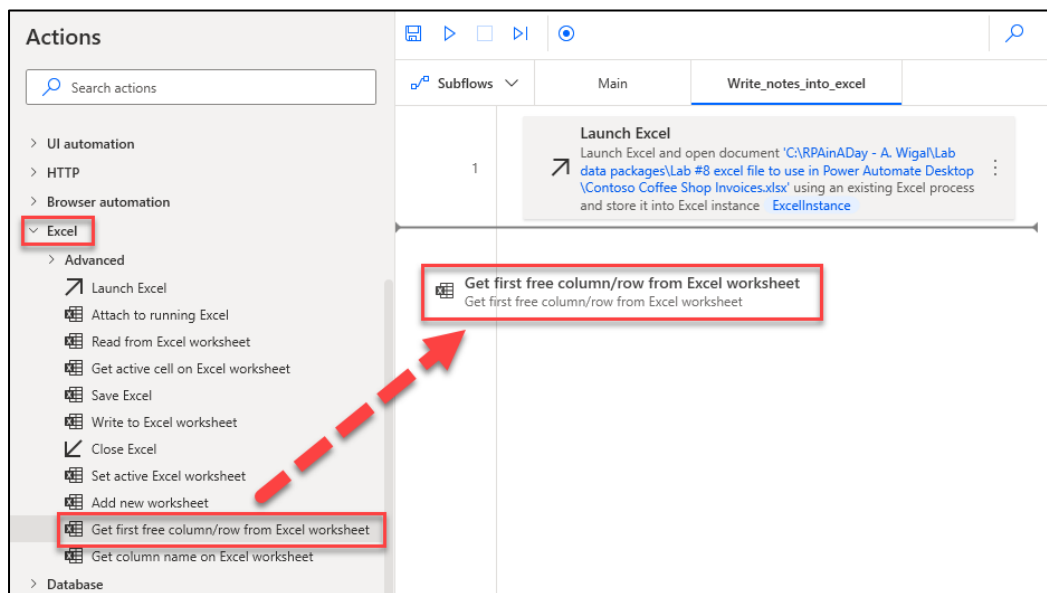 Actions
Search actions
UI automation
HTTP
Browser automation
Excel
Advanced
Launch Excel
Attach to running Excel
Read from Excel worksheet
Get active cell on Excel worksheet
Save Excel
Write to Excel worksheet
Close Excel
Set active Excel worksheet
Add new worksheet
Get first free column/row from Excel worksheet
Get column name on Excel worksheet
Database
Subflows
Main
Write_notes_into_excel
1
Launch Excel
Launch Excel and open document 'C:\RPAinADay - A. Wigal\Lab
data packages\Lab #8 excel file to use in Power Automate Desktop
\Contoso Coffee Shop Invoices.xlsx' using an existing Excel process
and store it into Excel instance ExcelInstance
Get first free column/row from Excel worksheet
Get first free column/row from Excel worksheet